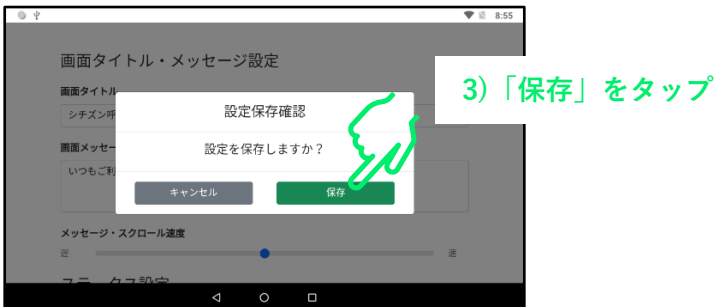 8:55
画面タイトル・メッセージ設定
画面タイトル
シチズン呼
画面メッセー
いつもご利
設定保存確認
設定を保存しますか？
キャンセル
保存
メッセージ・スクロール速度
遅
速
3)「保存」をタップ